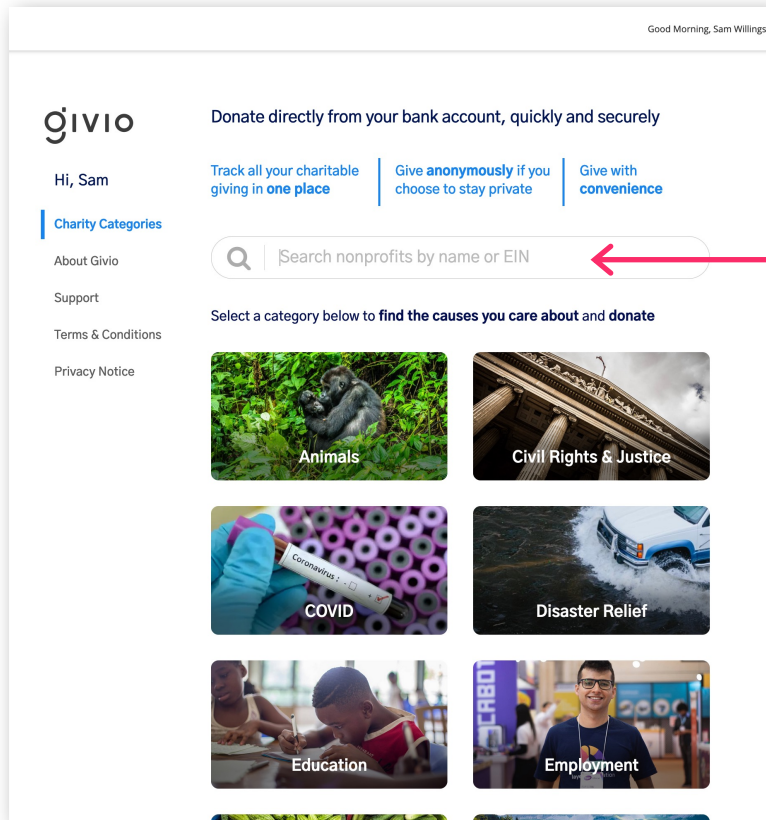 Good Morning, Sam Willings
givio
Hi, Sam
Charity Categories
About Givio
Support
Terms & Conditions
Privacy Notice
Donate directly from your bank account, quickly and securely
Track all your charitable
giving in one place
Give anonymously if you
choose to stay private
Give with
convenience
Search nonprofits by name or EIN
Select a category below to find the causes you care about and donate
Animals
Civil Rights & Justice
Coronavirus :
COVID
Disaster Relief
Education
Employment